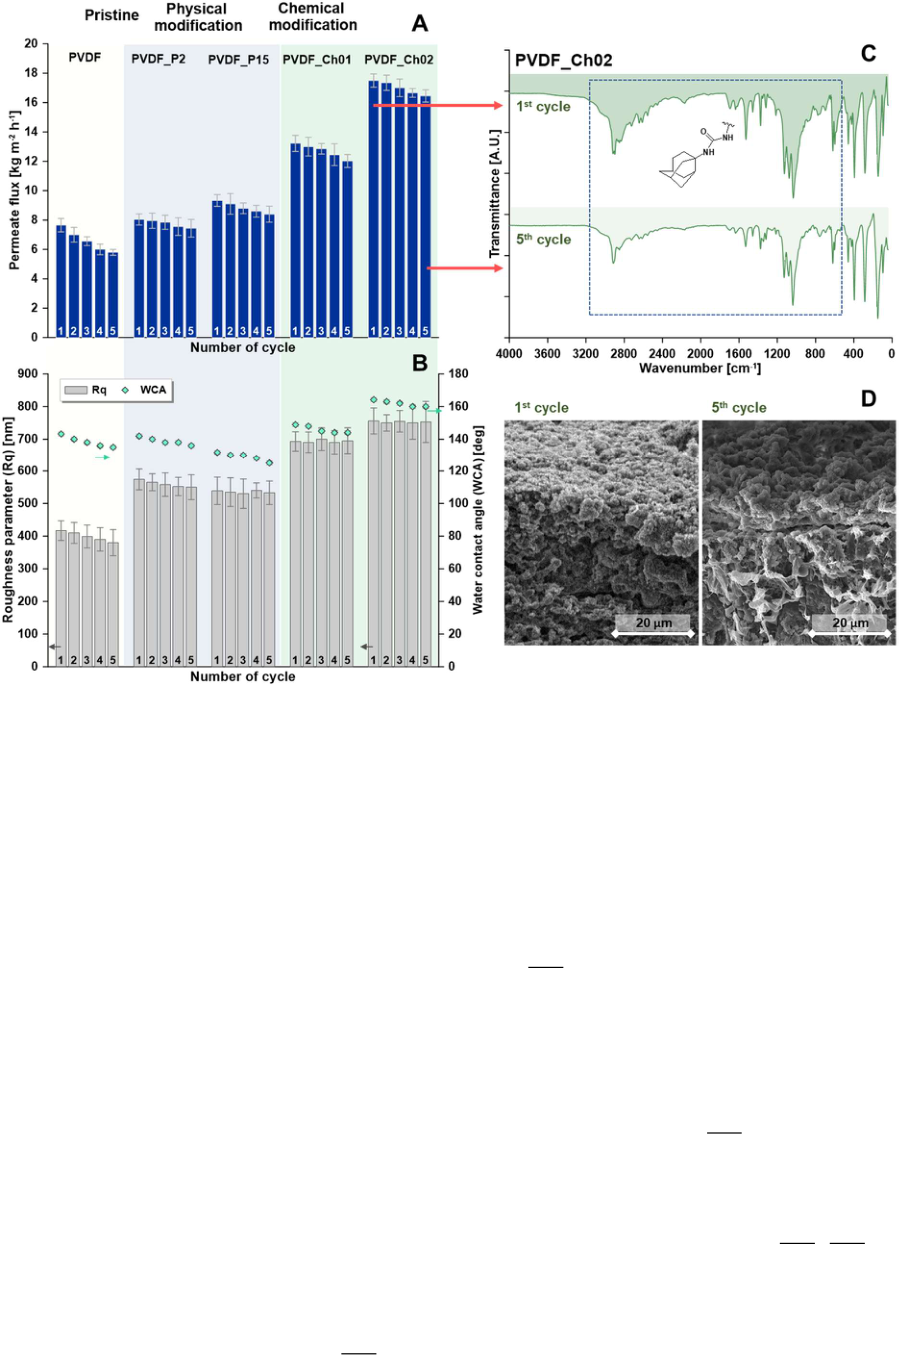 Pristine
Physical
modification
Chemical
modification
A
PVDF
PVDF_P2
PVDF_P15
PVDF_Ch01
PVDF_Ch02
Permeate flux [kg m-2 h-1]
20
18
16
14
12
10
8
6
4
2
0
1 2 3 4 5
1 2 3 4 5
1 2 3 4 5
1 2 3 4 5
1 2 3 4 5
Number of cycle
B
Rq
WCA
Roughness parameter (Rq) [nm]
900
800
700
600
500
400
300
200
100
0
Water contact angle (WCA) [deg]
180
160
140
120
100
80
60
40
20
0
1 2 3 4 5
1 2 3 4 5
1 2 3 4 5
1 2 3 4 5
1 2 3 4 5
Number of cycle
PVDF_Ch02
C
1st cycle
O
NH
NH
5th cycle
Transmittance [A.U.]
4000 3600 2800 2400 1600 1200 800 400 0
Wavenumber [cm-1]
1st cycle
5th cycle
D
20 µm
20 µm